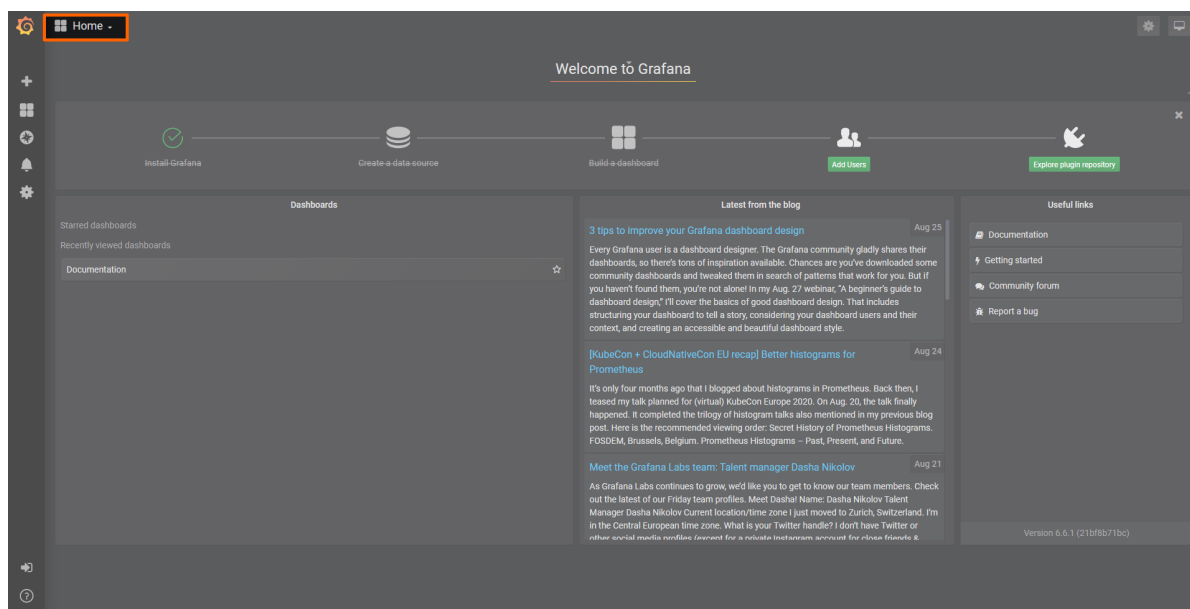 Home
Welcome to Grafana
Install Grafana
Create a data source
Build a dashboard
Add Users
Explore plugin repository
Dashboards
Starred dashboards
Recently viewed dashboards
Documentation
Latest from the blog
3 tips to improve your Grafana dashboard design
Aug 25
Every Grafana user is a dashboard designer. The Grafana community gladly shares their
dashboards, so there's tons of inspiration available. Chances are you've downloaded some
community dashboards and tweaked them in search of patterns that work for you. But if
you haven't found them, you're not alone! In my Aug. 27 webinar, "A beginner's guide to
dashboard design," I'll cover the basics of good dashboard design. That includes
structuring your dashboard to tell a story, considering your dashboard users and their
context, and creating an accessible and beautiful dashboard style.
[KubeCon + CloudNativeCon EU recap] Better histograms for
Prometheus
Aug 24
It's only four months ago that I blogged about histograms in Prometheus. Back then, I
teased my talk planned for (virtual) KubeCon Europe 2020. On Aug. 20, the talk finally
happened. It completed the trilogy of histogram talks also mentioned in my previous blog
post. Here is the recommended viewing order: Secret History of Prometheus Histograms.
FOSDEM, Brussels, Belgium. Prometheus Histograms – Past, Present, and Future.
Meet the Grafana Labs team: Talent manager Dasha Nikolov
Aug 21
As Grafana Labs continues to grow, we'd like you to get to know our team members. Check
out the latest of our Friday team profiles. Meet Dasha! Name: Dasha Nikolov Talent
Manager Dasha Nikolov Current location/time zone I just moved to Zurich, Switzerland. I'm
in the Central European time zone. What is your Twitter handle? I don't have Twitter or
other social media profiles (except for a private Instagram account for close friends &
Useful links
Documentation
Getting started
Community forum
Report a bug
Version 6.6.1 (21bf8b71bc)